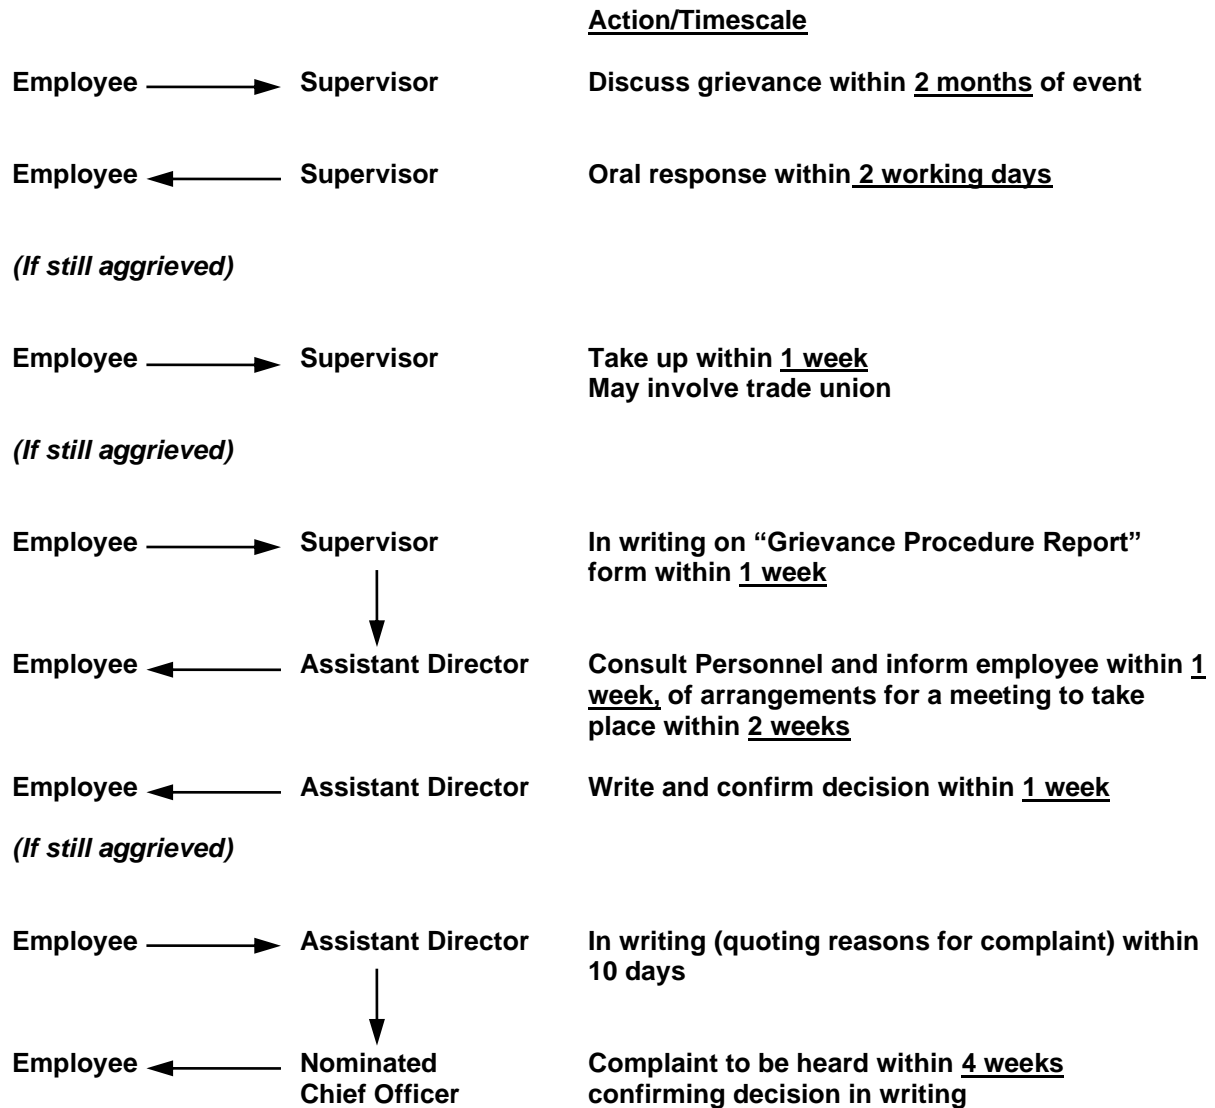 Action/Timescale
Employee Supervisor Discuss grievance within 2 months of event
Employee Supervisor Oral response within 2 working days
(If still aggrieved)
Employee Supervisor Take up within 1 week
May involve trade union
(If still aggrieved)
Employee Supervisor In writing on “Grievance Procedure Report”
form within 1 week
Employee Assistant Director Consult Personnel and inform employee within 1
week, of arrangements for a meeting to take
place within 2 weeks
Employee Assistant Director Write and confirm decision within 1 week
(If still aggrieved)
Employee Assistant Director In writing (quoting reasons for complaint) within
10 days
Employee Nominated Complaint to be heard within 4 weeks
Chief Officer confirming decision in writing